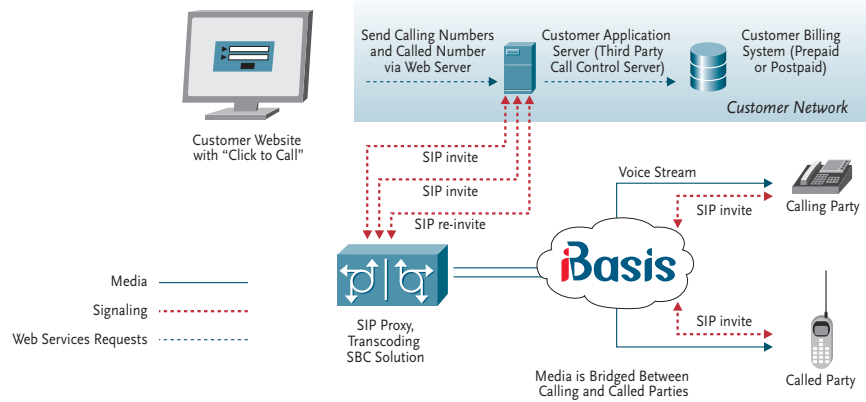 Send Calling Numbers
and Called Number
via Web Server
Customer Application
Server (Third Party
Call Control Server)
Customer Billing
System (Prepaid
or Postpaid)
Customer Network
Customer Website
with “Click to Call”
SIP invite
SIP invite
SIP re-invite
Voice Stream
SIP invite
Calling Party
iBasis
Media
Signaling
Web Services Requests
SIP Proxy,
Transcoding
SBC Solution
SIP invite
Media is Bridged Between
Calling and Called Parties
Called Party